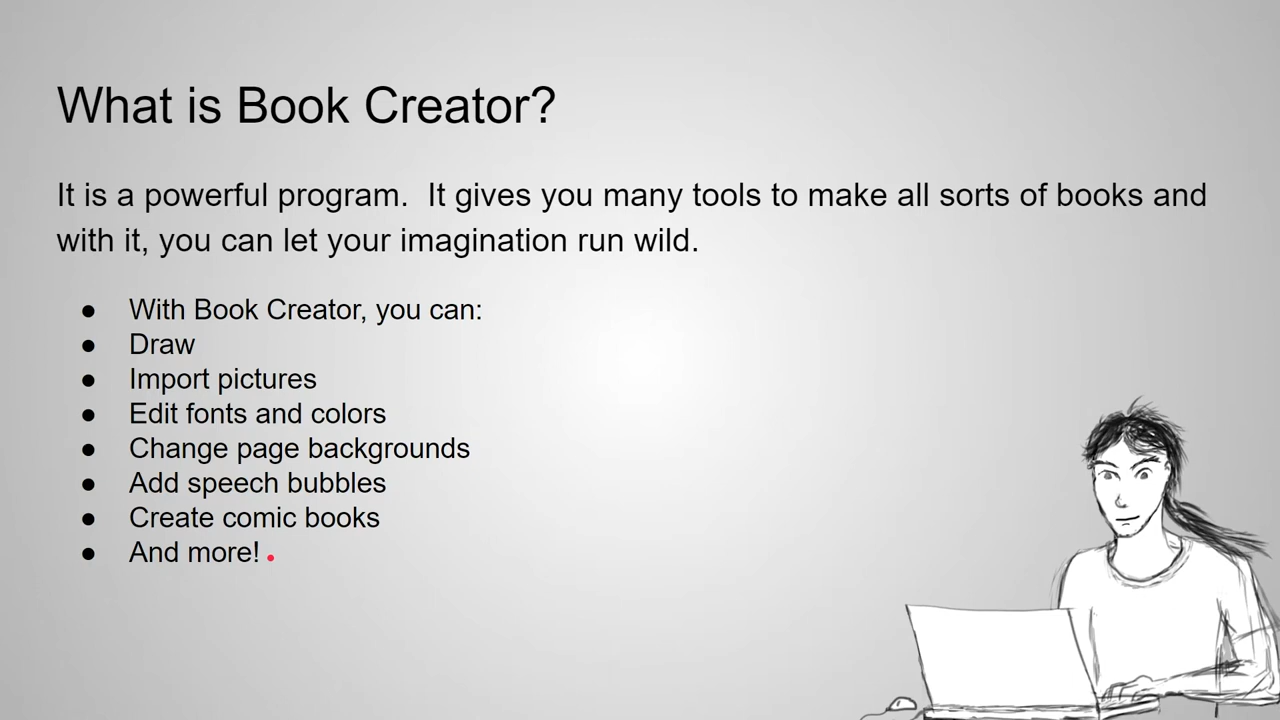 What is Book Creator?
It is a powerful program.  It gives you many tools to make all sorts of books and
with it, you can let your imagination run wild.
● With Book Creator, you can:
● Draw
● Import pictures
● Edit fonts and colors
● Change page backgrounds
● Add speech bubbles
● Create comic books
● And more!